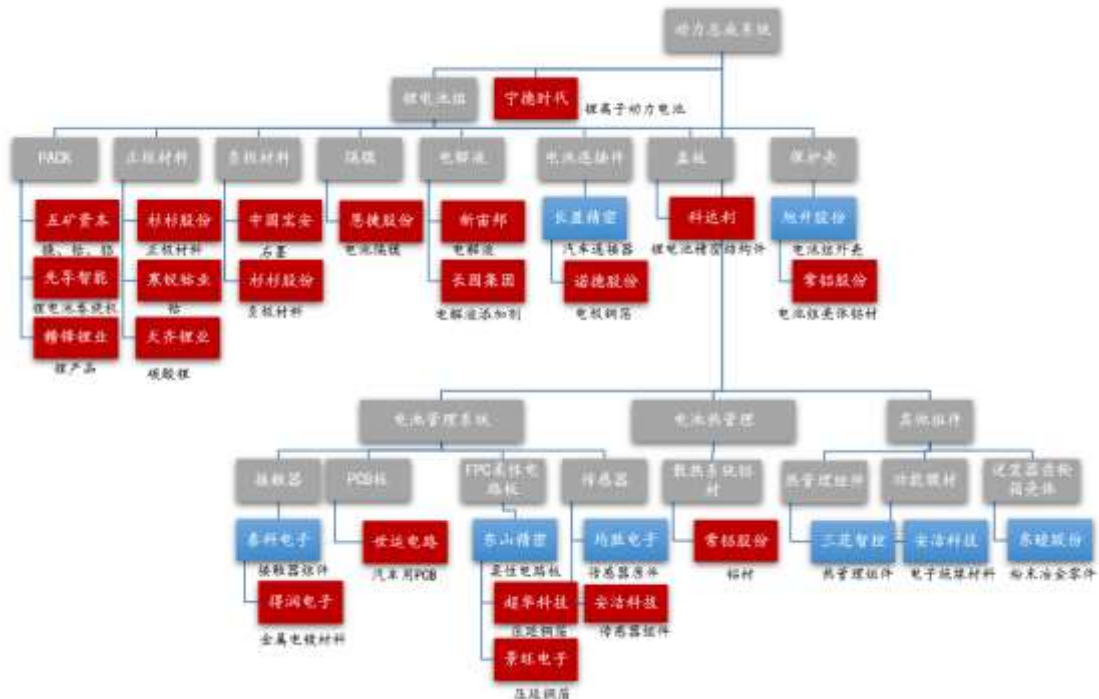 动力总成系统
锂电池组
宁德时代
锂离子动力电池
PACK
正极材料
负极材料
隔膜
电解液
电池连接件
盖板
保护壳
五矿资本
镍、钴、铝
杉杉股份
正极材料
中国宝安
石墨
恩捷股份
电池隔膜
新宙邦
电解液
长盈精密
汽车连接器
科达利
锂电池精密结构件
旭升股份
电池组外壳
先导智能
锂电池卷绕机
寒锐钴业
钴
杉杉股份
负极材料
长园集团
电解液添加剂
诺德股份
电极铜箔
常铝股份
电池组壳体铝材
赣锋锂业
锂产品
天齐锂业
碳酸锂
电池管理系统
电池热管理
其他组件
接触器
PCB板
FPC柔性电
路板
传感器
散热系统铝
材
热管理组件
功能膜材
逆变器齿轮
箱壳体
泰科电子
接触器组件
世运电路
汽车用PCB
东山精密
柔性电路板
均胜电子
传感器原件
常铝股份
铝材
三花智控
热管理组件
安洁科技
电子绝缘材料
东睦股份
粉末冶金零件
得润电子
金属电镀材料
超华科技
压延铜箔
安洁科技
传感器组件
景旺电子
压延铜箔